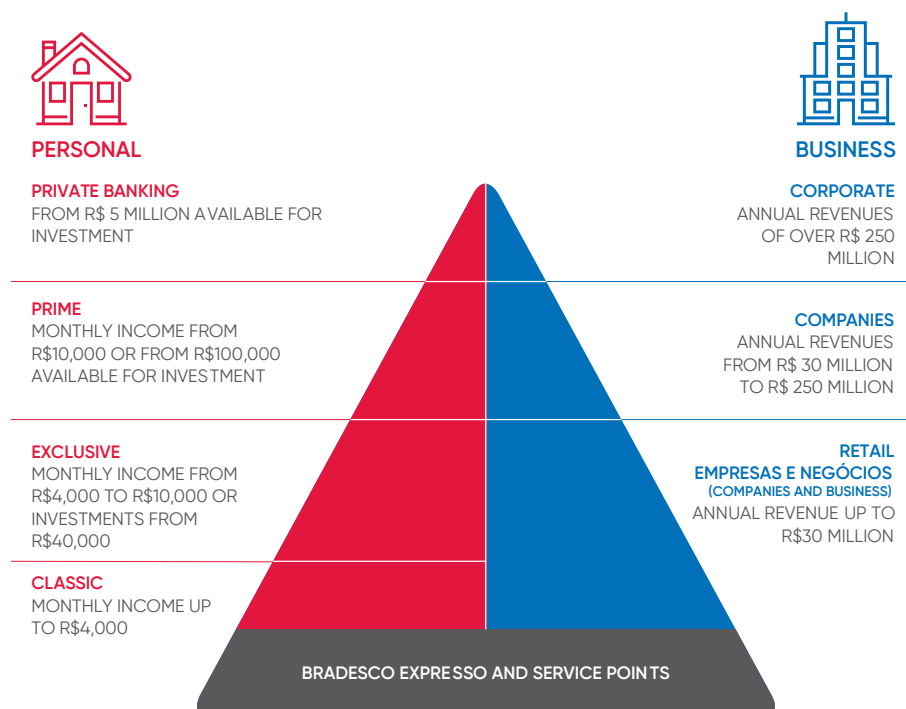 PERSONAL
PRIVATE BANKING
FROM R$ 5 MILLION AVAILABLE FOR
INVESTMENT
PRIME
MONTHLY INCOME FROM
R$10,000 OR FROM R$100,000
AVAILABLE FOR INVESTMENT
EXCLUSIVE
MONTHLY INCOME FROM
R$4,000 TO R$10,000 OR
INVESTMENTS FROM
R$40,000
CLASSIC
MONTHLY INCOME UP
TO R$4,000
BUSINESS
CORPORATE
ANNUAL REVENUES
OF OVER R$ 250
MILLION
COMPANIES
ANNUAL REVENUES
FROM R$ 30 MILLION
TO R$ 250 MILLION
RETAIL
EMPRESAS E NEGÓCIOS
(COMPANIES AND BUSINESS)
ANNUAL REVENUE UP TO
R$30 MILLION
BRADESCO EXPRESSO AND SERVICE POINTS